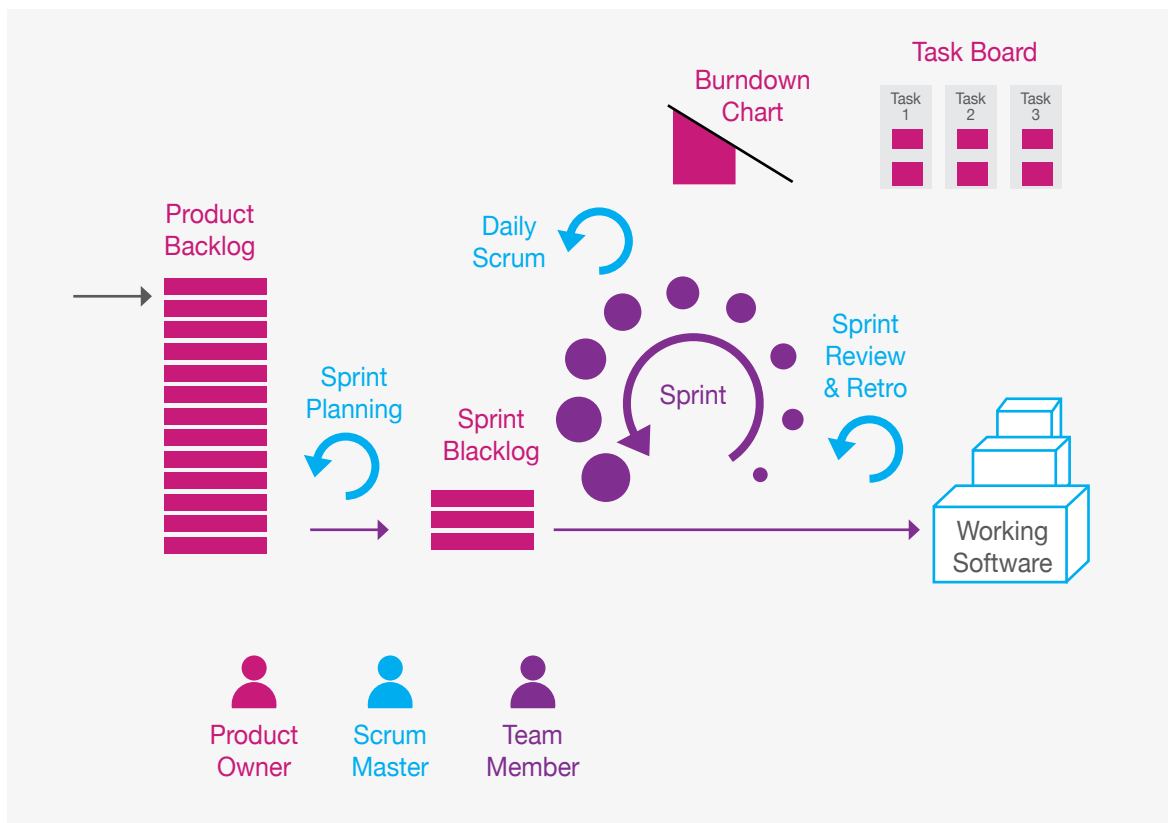 Task Board
Burndown
Chart
Task
1
Task
2
Task
3
Product
Backlog
Daily
Scrum
Sprint
Planning
Sprint
Blacklog
Sprint
Sprint
Review
& Retro
Working
Software
Product
Owner
Scrum
Master
Team
Member